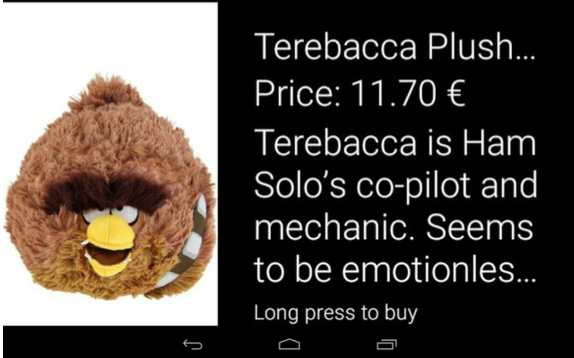 Terebacca Plush...
Price: 11.70 €
Terebacca is Ham
Solo's co-pilot and
mechanic. Seems
to be emotionles...
Long press to buy